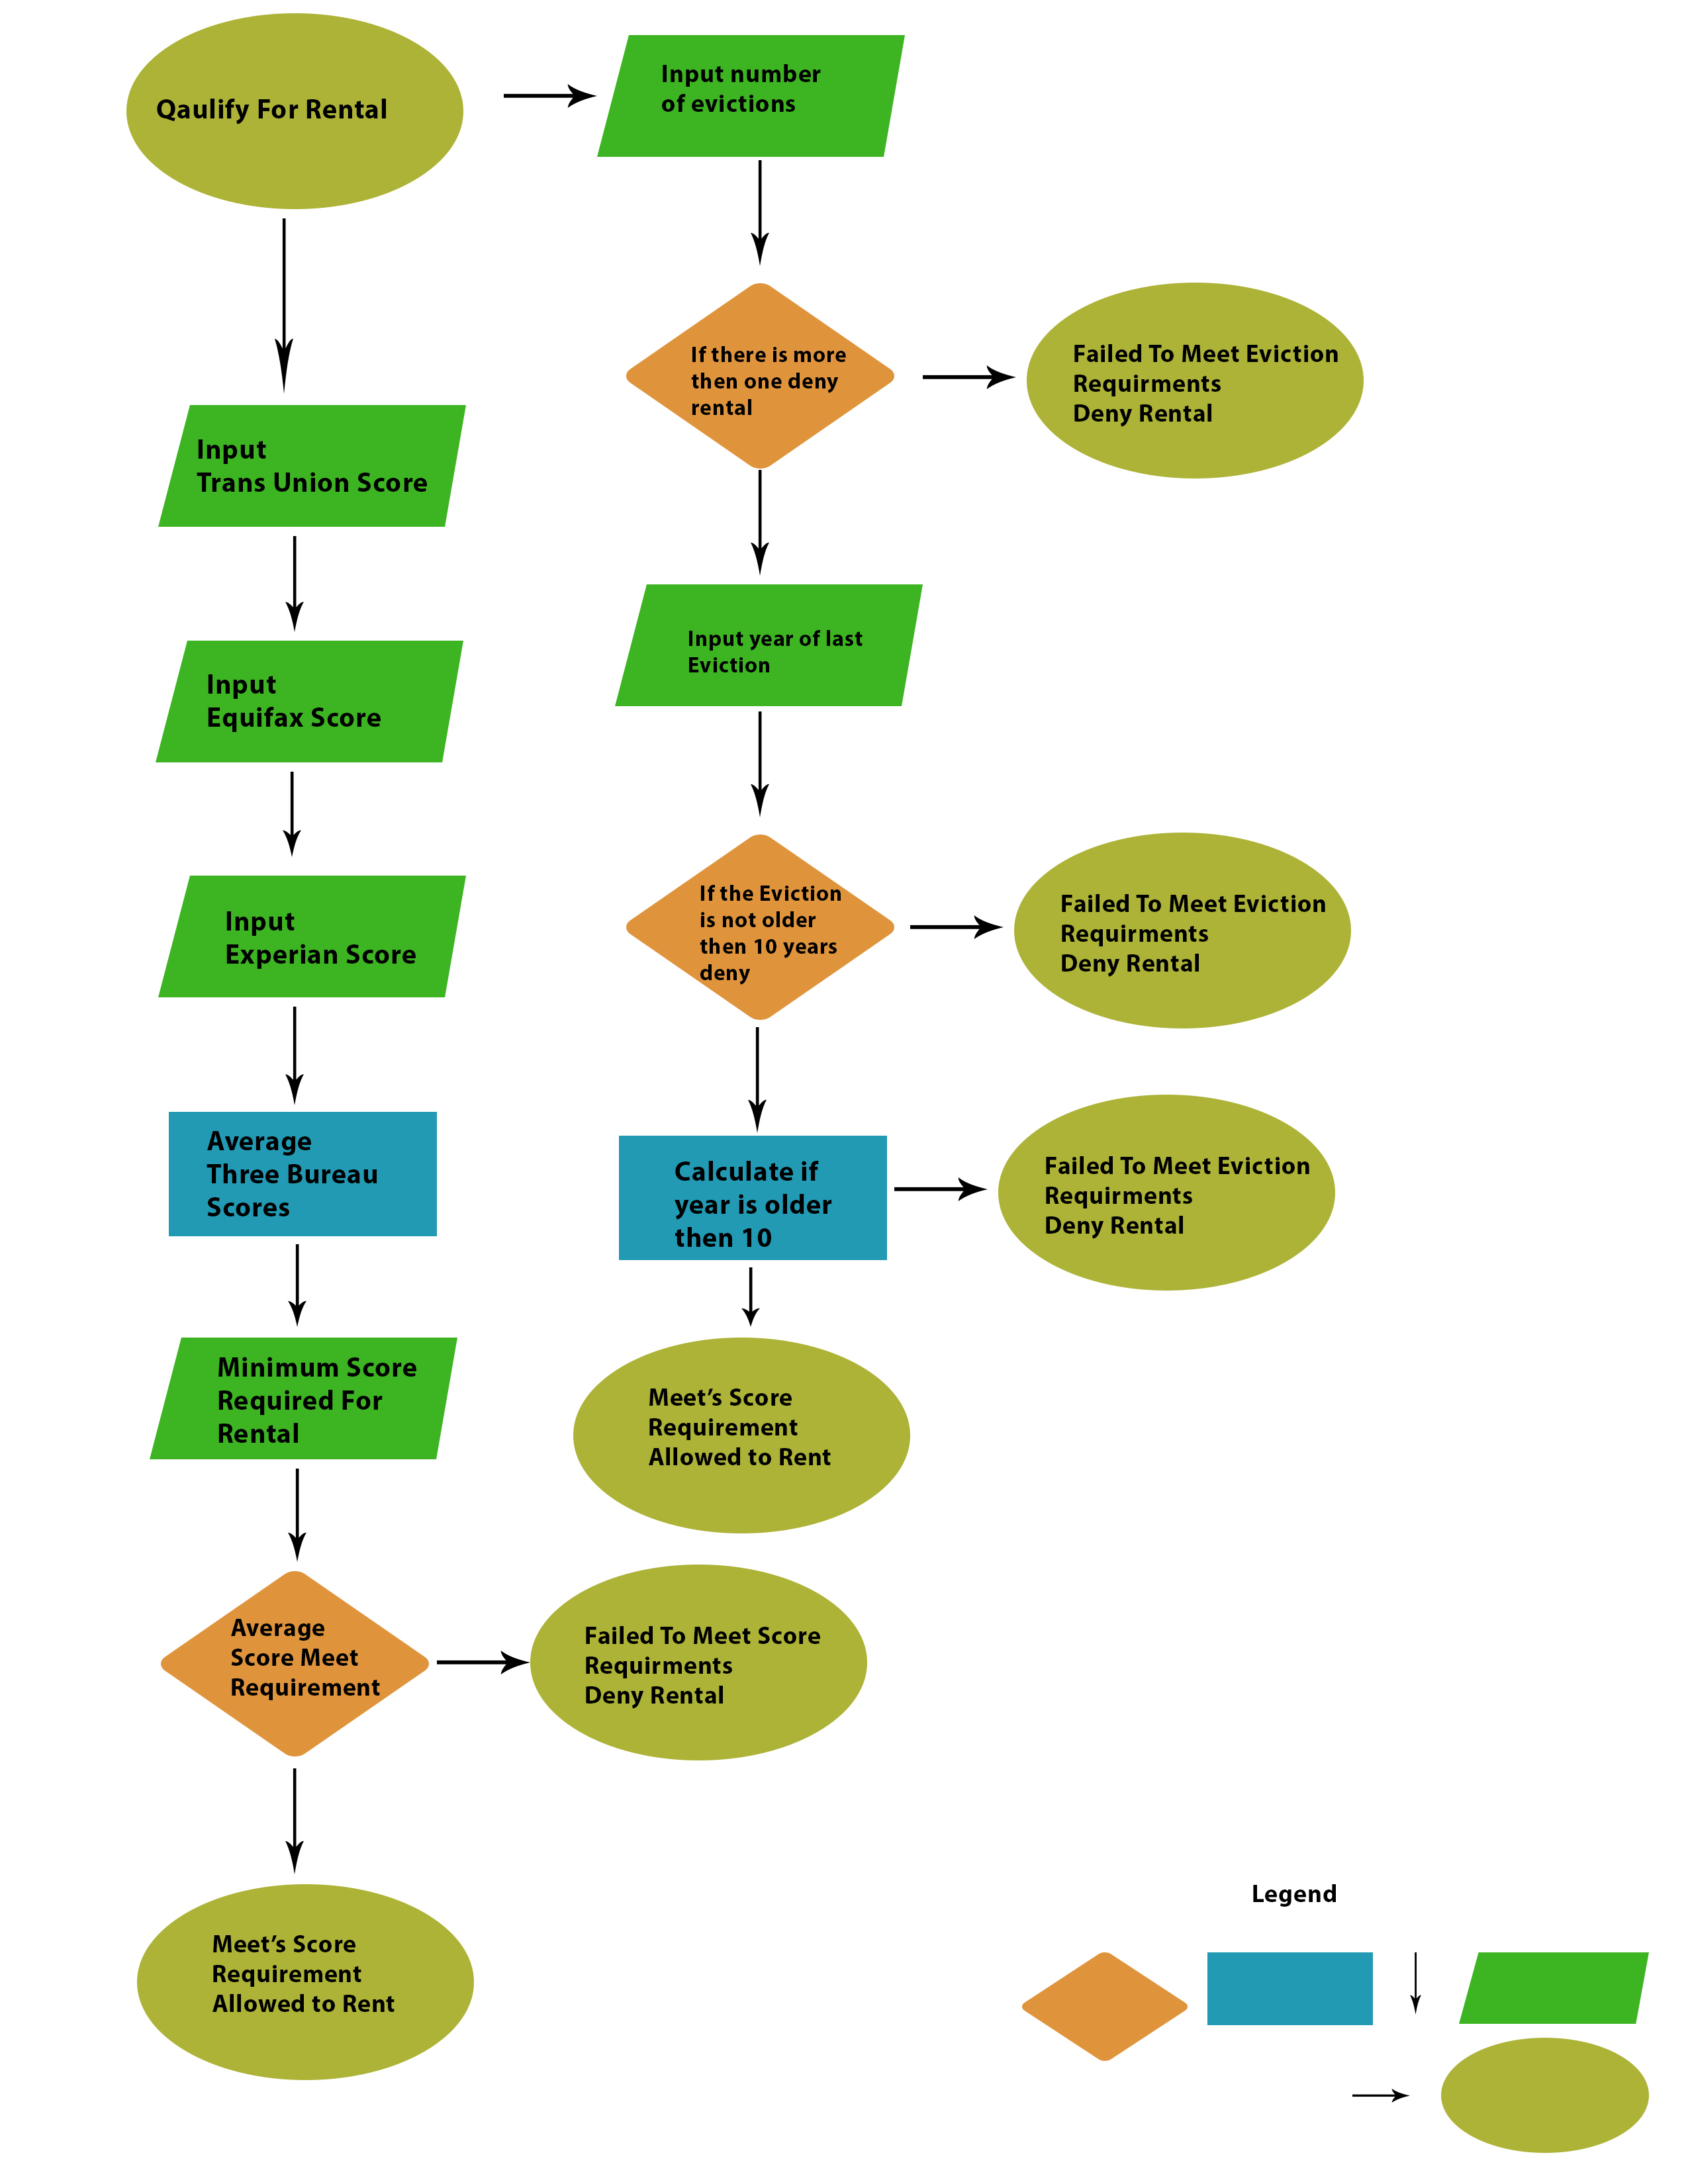 Qaulify For Rental
Input number
of evictions
If there is more
then one deny
rental
Failed To Meet Eviction
Requirments
Deny Rental
Input
Trans Union Score
Input year of last
Eviction
Input
Equifax Score
If the Eviction
is not older
then 10 years
deny
Failed To Meet Eviction
Requirments
Deny Rental
Input
Experian Score
Average
Three Bureau
Scores
Calculate if
year is older
then 10
Failed To Meet Eviction
Requirments
Deny Rental
Minimum Score
Required For
Rental
Meet’s Score
Requirement
Allowed to Rent
Average
Score Meet
Requirement
Failed To Meet Score
Requirments
Deny Rental
Meet’s Score
Requirement
Allowed to Rent
Legend